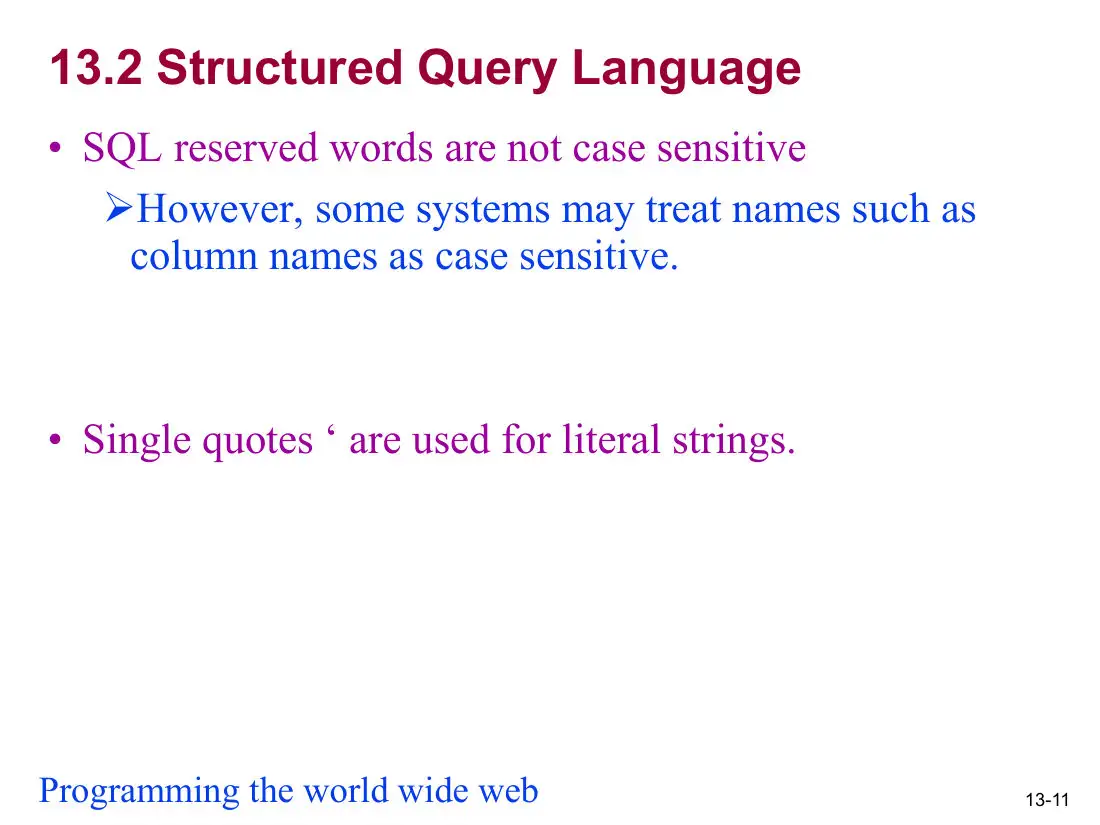 13.2 Structured Query Language
• SQL reserved words are not case sensitive
➢However, some systems may treat names such as
column names as case sensitive.
• Single quotes ‘ are used for literal strings.
Programming the world wide web
13-11